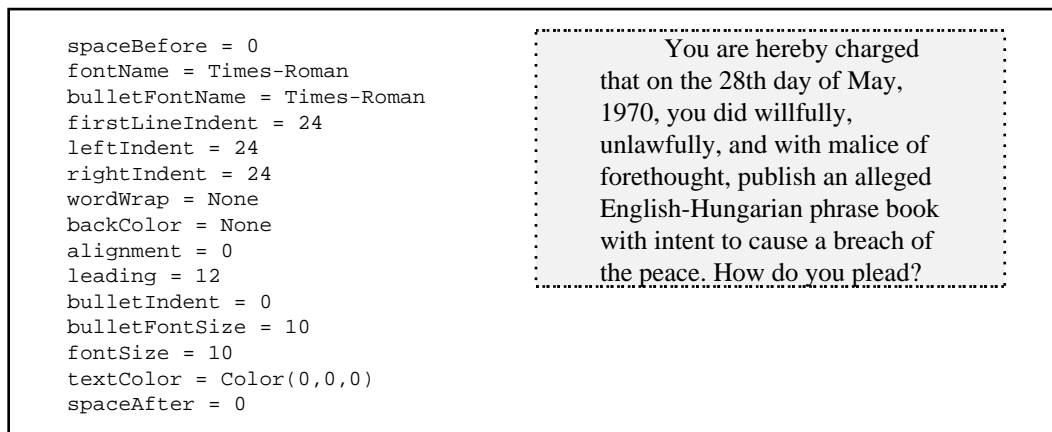 spaceBefore = 0
fontName = Times-Roman
bulletFontName = Times-Roman
firstLineIndent = 24
leftIndent = 24
rightIndent = 24
wordWrap = None
backColor = None
alignment = 0
leading = 12
bulletIndent = 0
bulletFontSize = 10
fontSize = 10
textColor = Color(0,0,0)
spaceAfter = 0
You are hereby charged
that on the 28th day of May,
1970, you did willfully,
unlawfully, and with malice of
forethought, publish an alleged
English-Hungarian phrase book
with intent to cause a breach of
the peace. How do you plead?